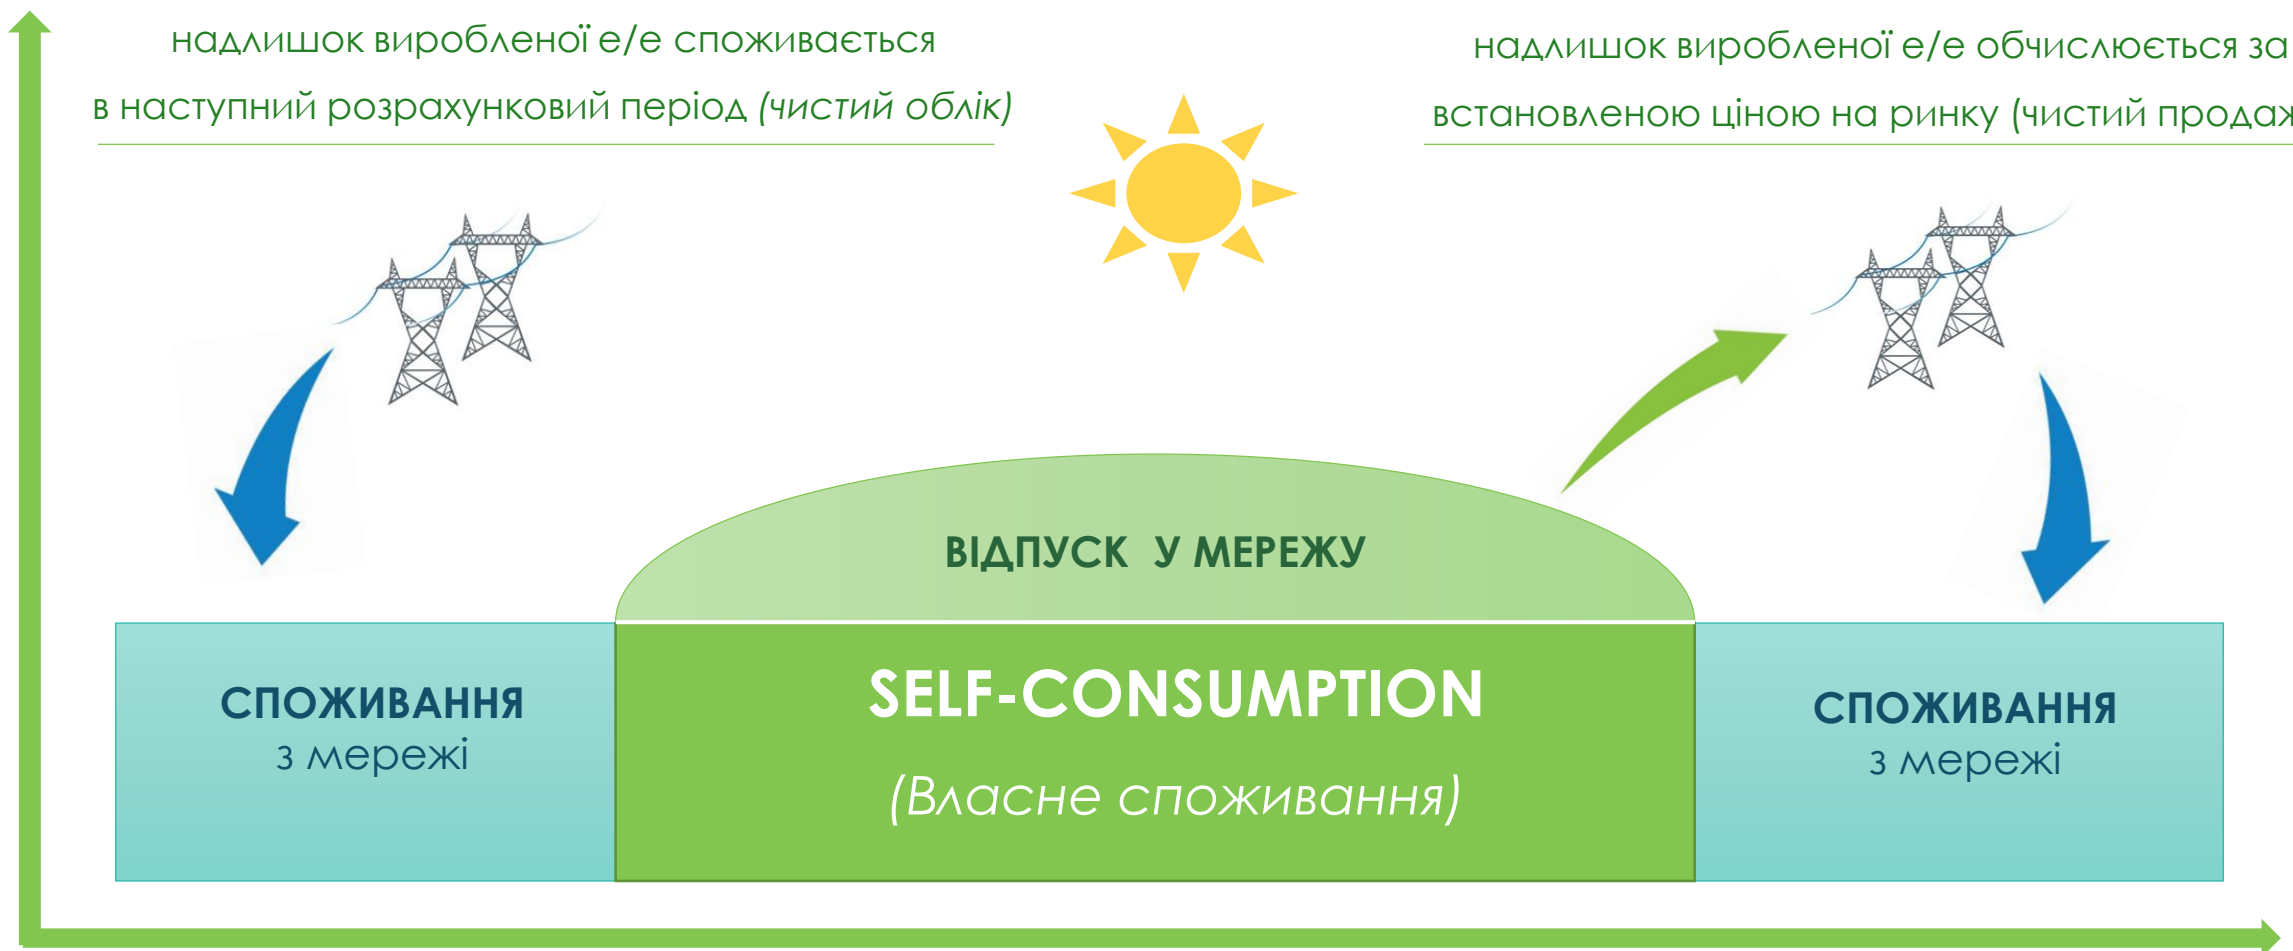 надлишок виробленої е/е споживається
в наступний розрахунковий період (чистий облік)
надлишок виробленої е/е обчислюється за
встановленою ціною на ринку (чистий продаж
ВІДПУСК У МЕРЕЖУ
СПОЖИВАННЯ
з мережі
SELF-CONSUMPTION
(Власне споживання)
СПОЖИВАННЯ
з мережі